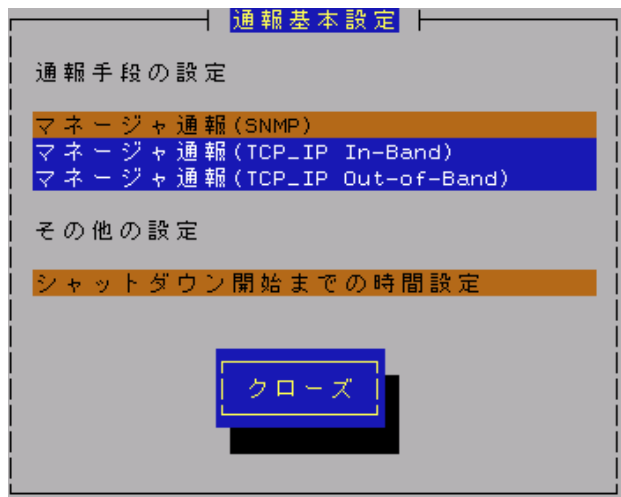 通報基本設定
通報手段の設定
マネージャ通報(SNMP)
マネージャ通報(TCP_IP In-Band)
マネージャ通報(TCP_IP Out-of-Band)
その他の設定
シャットダウン開始までの時間設定
クローズ